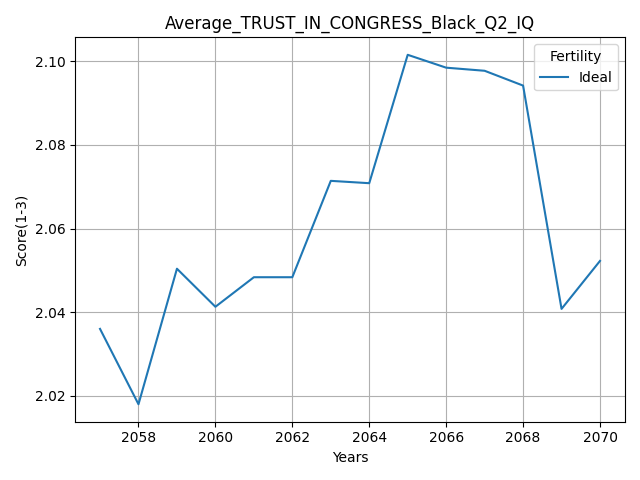 Average_TRUST_IN_CONGRESS_Black_Q2_IQ
Fertility
Ideal
Score(1-3)
2.10
2.08
2.06
2.04
2.02
2058 2060 2062 2064 2066 2068 2070
Years